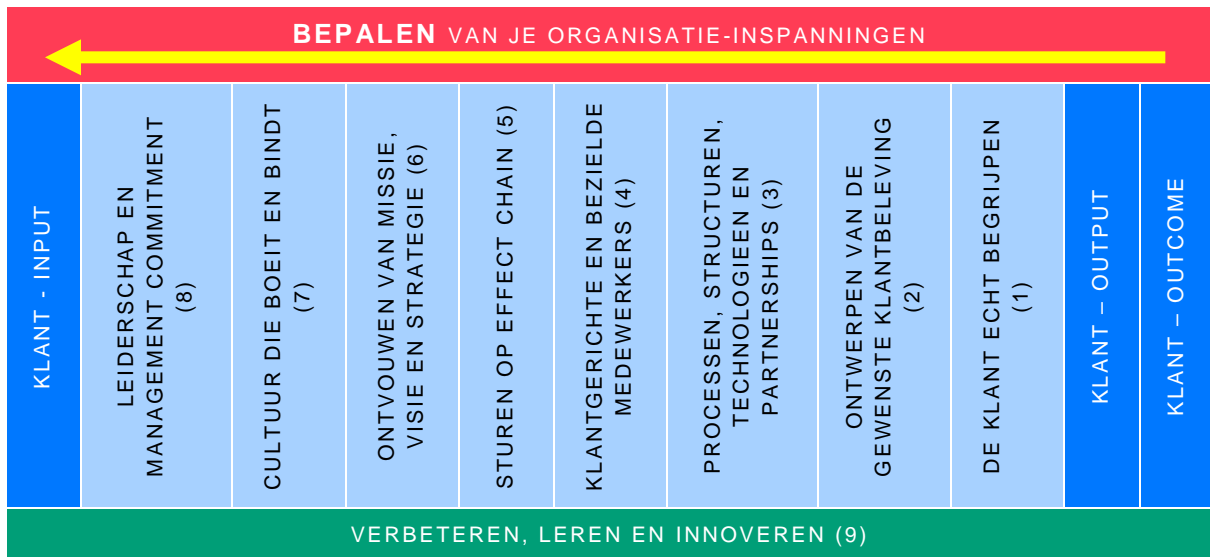 BEPALEN VAN JE ORGANISATIE-INSPANNINGEN
KLANT - INPUT
LEIDERSCHAP EN
MANAGEMENT COMMITMENT
(8)
CULTUUR DIE BOEIT EN BINDT
(7)
ONTVOUWEN VAN MISSIE,
VISIE EN STRATEGIE (6)
STUREN OP EFFECT CHAIN (5)
KLANTGERICHTE EN BEZIELDE
MEDEWERKERS (4)
PROCESSEN, STRUCTUREN,
TECHNOLOGIEEN EN
PARTNERSHIPS (3)
ONTWERPEN VAN DE
GEWENSTE KLANTBELEVING
(2)
DE KLANT ECHT BEGRIJPEN
(1)
KLANT – OUTPUT
KLANT – OUTCOME
VERBETEREN, LEREN EN INNOVEREN (9)